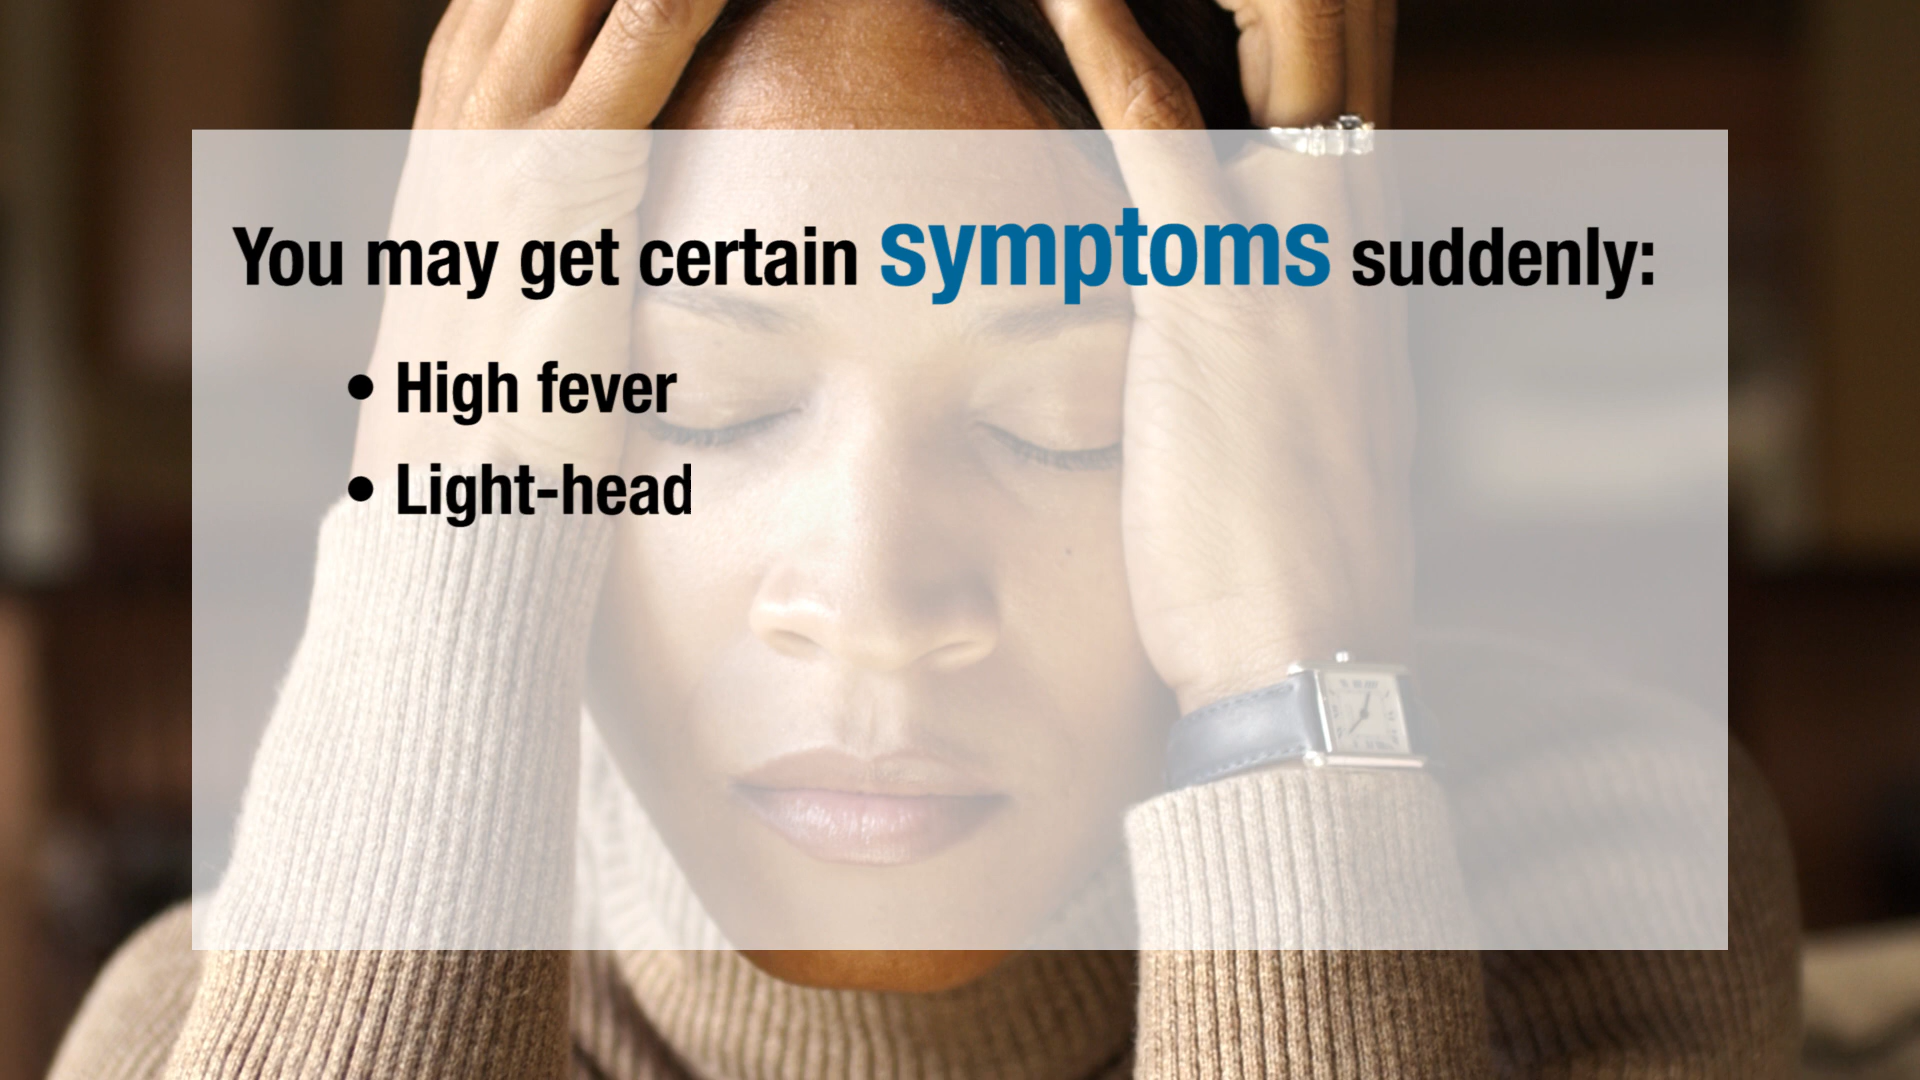 You may get certain symptoms suddenly:
• High fever
• Light-head